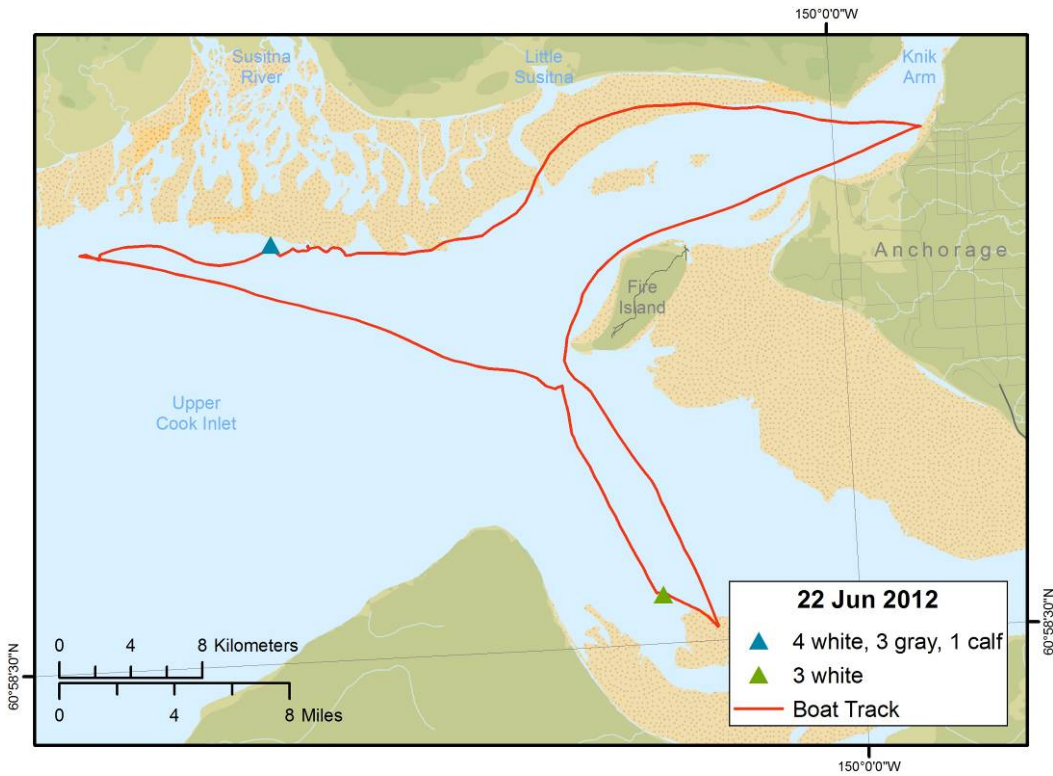 150°0'0"W
Susitna
River
Little
Susitna
Knik
Arm
Anchorage
Fire
Island
Upper
Cook Inlet
60°58'30"N
60°58'30"N
0 4 8 Kilometers
0 4 8 Miles
22 Jun 2012
4 white, 3 gray, 1 calf
3 white
Boat Track
150°0'0"W